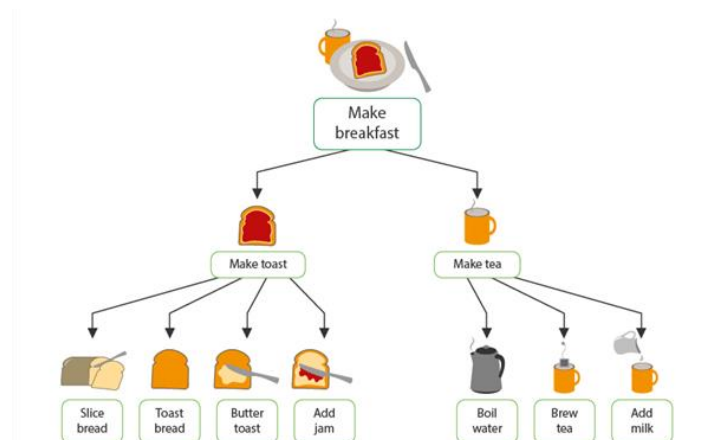 Make
breakfast
Make toast
Make tea
Slice
bread
Toast
bread
Butter
toast
Add
jam
Boil
water
Brew
tea
Add
milk